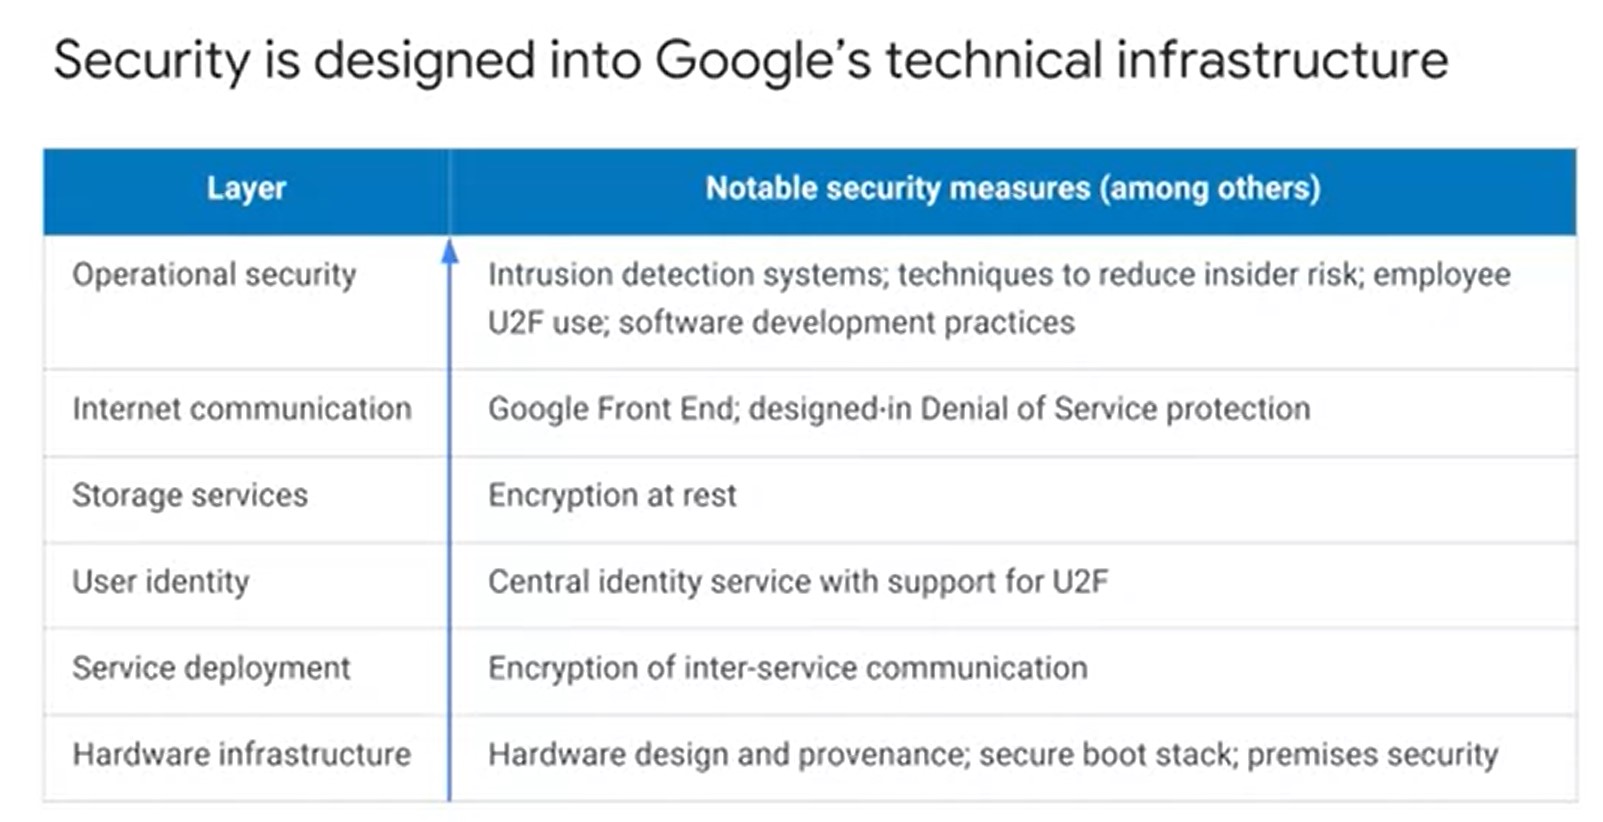 Security is designed into Google's technical infrastructure
Layer
Notable security measures (among others)
Operational security
Intrusion detection systems; techniques to reduce insider risk; employee
U2F use; software development practices
Internet communication
Google Front End; designed-in Denial of Service protection
Storage services
Encryption at rest
User identity
Central identity service with support for U2F
Service deployment
Encryption of inter-service communication
Hardware infrastructure
Hardware design and provenance; secure boot stack; premises security